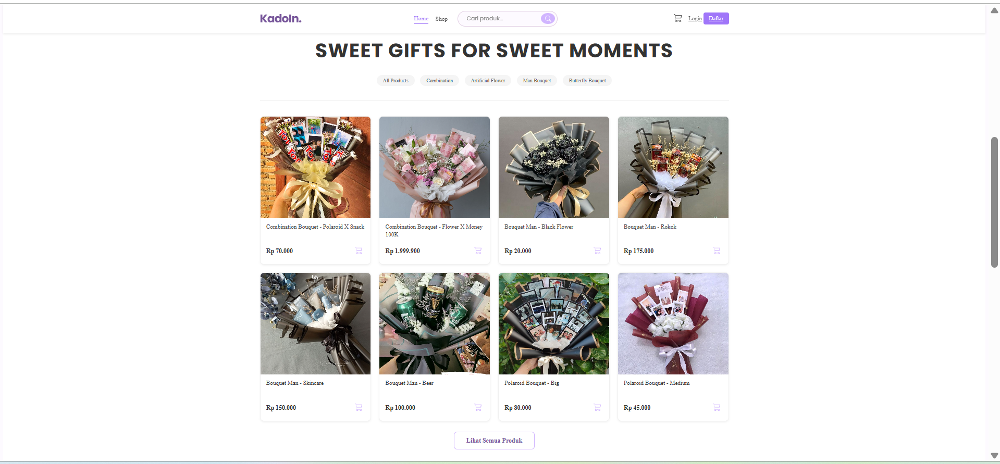 KadoIn.
Home Shop Cari produk... Login Daftar
SWEET GIFTS FOR SWEET MOMENTS
All Products Combination Artificial Flower Man Bouquet Butterfly Bouquet
Combination Bouquet - Polaroid X Snack
Rp 70.000
Combination Bouquet - Flower X Money
100K
Rp 1.999.900
Bouquet Man - Black Flower
Rp 20.000
Bouquet Man - Rokok
Rp 175.000
GUINNESS
Bouquet Man - Skincare
Rp 150.000
Bouquet Man - Beer
Rp 100.000
Polaroid Bouquet - Big
Rp 80.000
Polaroid Bouquet - Medium
Rp 45.000
Lihat Semua Produk